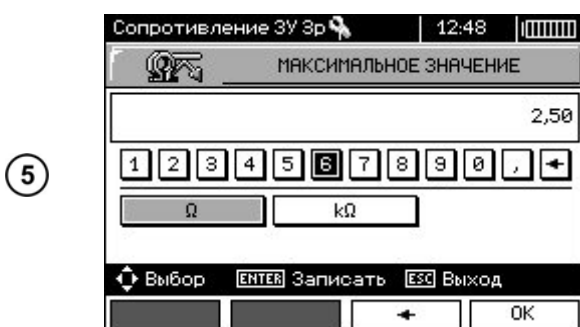 Сопротивление ЗУ 3p 12:48
МАКСИМАЛЬНОЕ ЗНАЧЕНИЕ
2,50
5
1 2 3 4 5 6 7 8 9 0 , ←
Ω kΩ
Выбор ENTER Записать ESC Выход
← OK